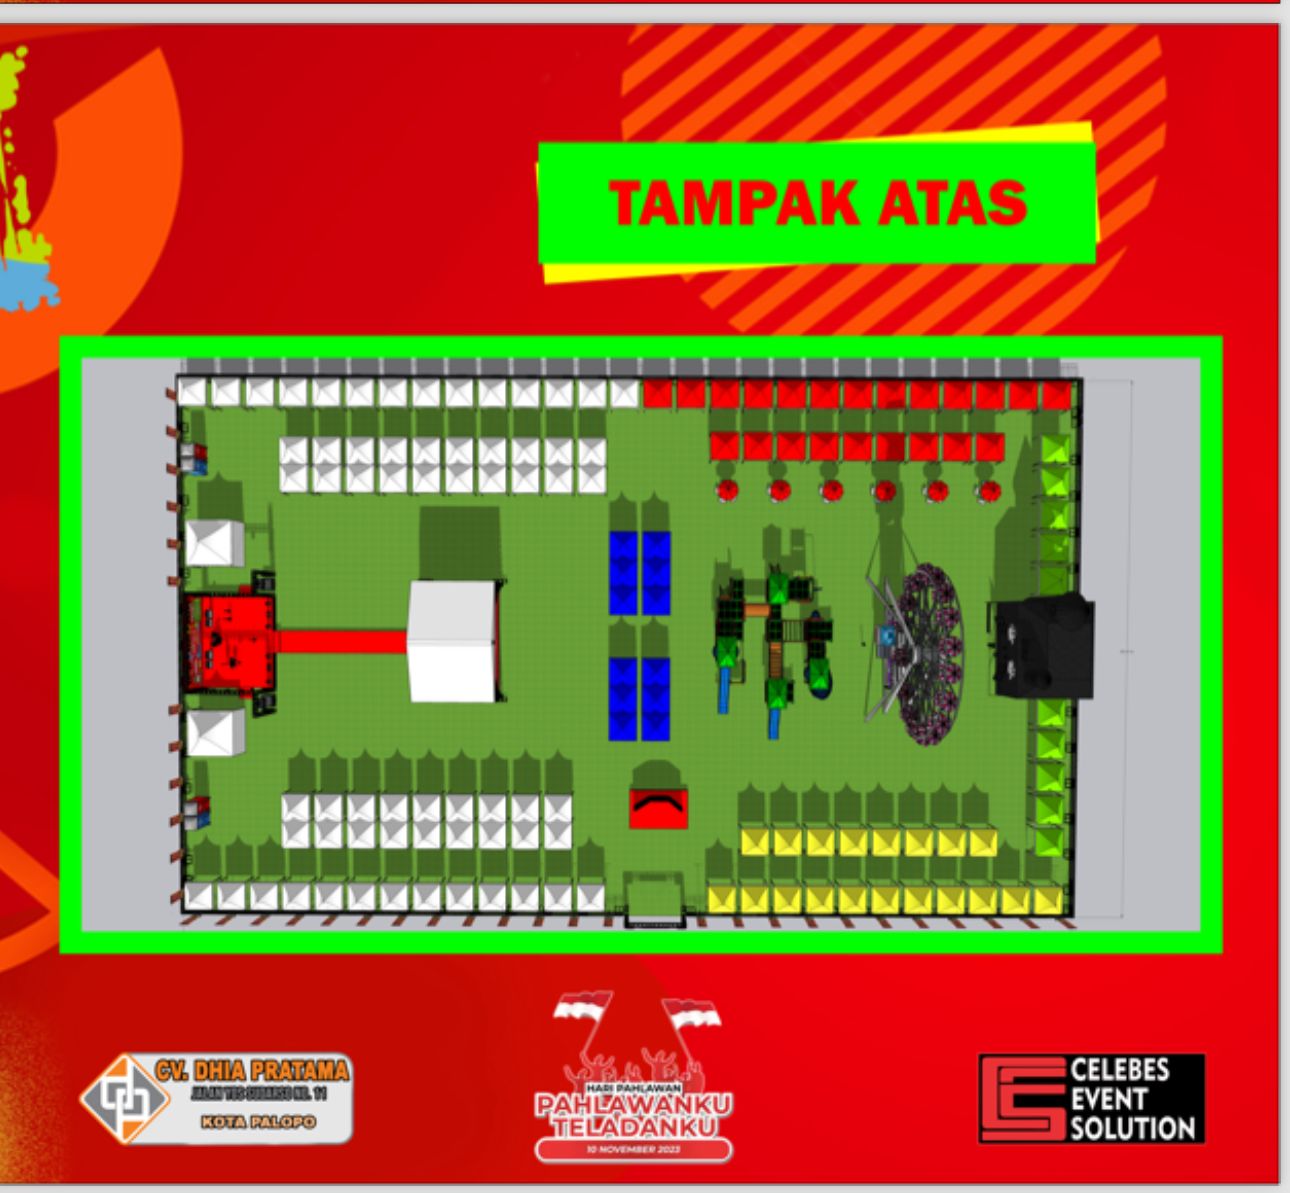 TAMPAK ATAS
CV. DHIA PRATAMA
JALAN YOS SUDARSO NO. 11
KOTA PALOPO
HARI PAHLAWAN
PAHLAWANKU
TELADANKU
10 NOVEMBER 2023
CELEBES
EVENT
SOLUTION